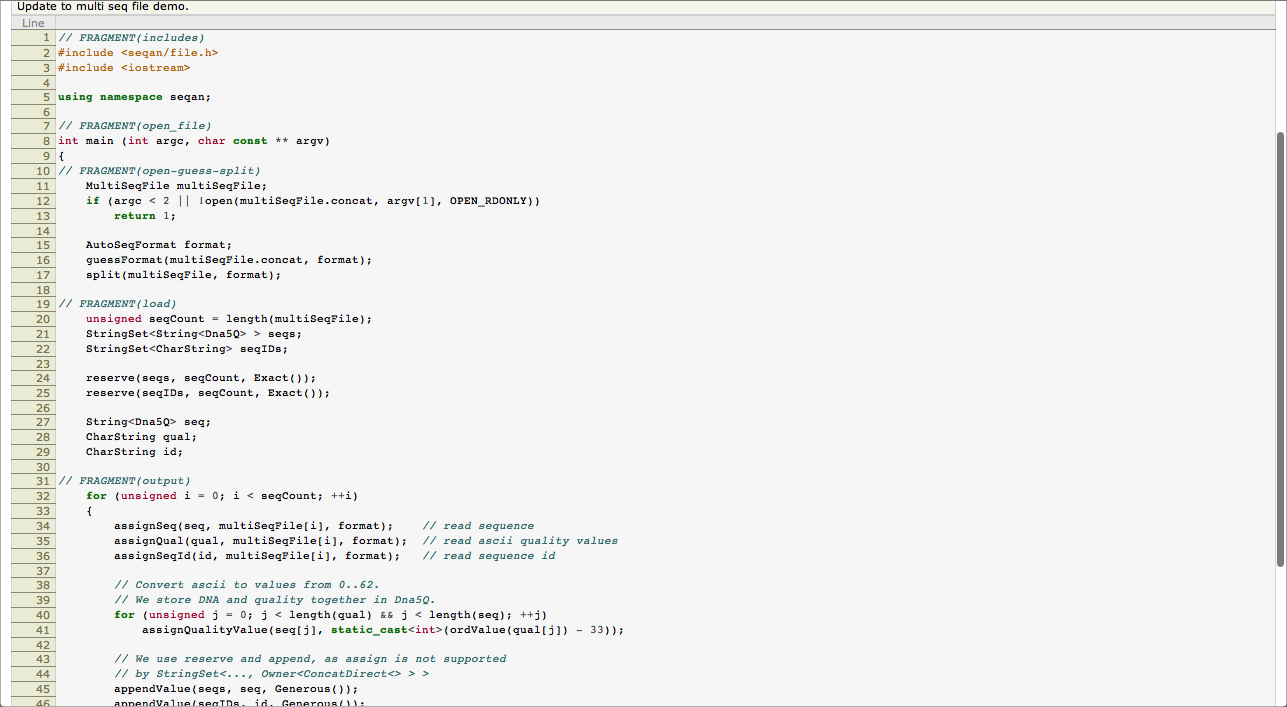 Update to multi seq file demo.
Line
1 // FRAGMENT(includes)
2 #include <seqan/file.h>
3 #include <iostream>
4
5 using namespace seqan;
6
7 // FRAGMENT(open_file)
8 int main (int argc, char const ** argv)
9 {
10 // FRAGMENT(open-guess-split)
11     MultiSeqFile multiSeqFile;
12     if (argc < 2 || !open(multiSeqFile.concat, argv[1], OPEN_RDONLY))
13         return 1;
14
15     AutoSeqFormat format;
16     guessFormat(multiSeqFile.concat, format);
17     split(multiSeqFile, format);
18
19 // FRAGMENT(load)
20     unsigned seqCount = length(multiSeqFile);
21     StringSet<String<Dna5Q> > seqs;
22     StringSet<CharString> seqIDs;
23
24     reserve(seqs, seqCount, Exact());
25     reserve(seqIDs, seqCount, Exact());
26
27     String<Dna5Q> seq;
28     CharString qual;
29     CharString id;
30
31 // FRAGMENT(output)
32     for (unsigned i = 0; i < seqCount; ++i)
33     {
34         assignSeq(seq, multiSeqFile[i], format);    // read sequence
35         assignQual(qual, multiSeqFile[i], format);  // read ascii quality values
36         assignSeqId(id, multiSeqFile[i], format);   // read sequence id
37
38         // Convert ascii to values from 0..62.
39         // We store DNA and quality together in Dna5Q.
40         for (unsigned j = 0; j < length(qual) && j < length(seq); ++j)
41             assignQualityValue(seq[j], static_cast<int>(ordValue(qual[j]) - 33));
42
43         // We use reserve and append, as assign is not supported
44         // by StringSet<..., Owner<ConcatDirect<> > >
45         appendValue(seqs, seq, Generous());
46         appendValue(seqIDs, id, Generous());